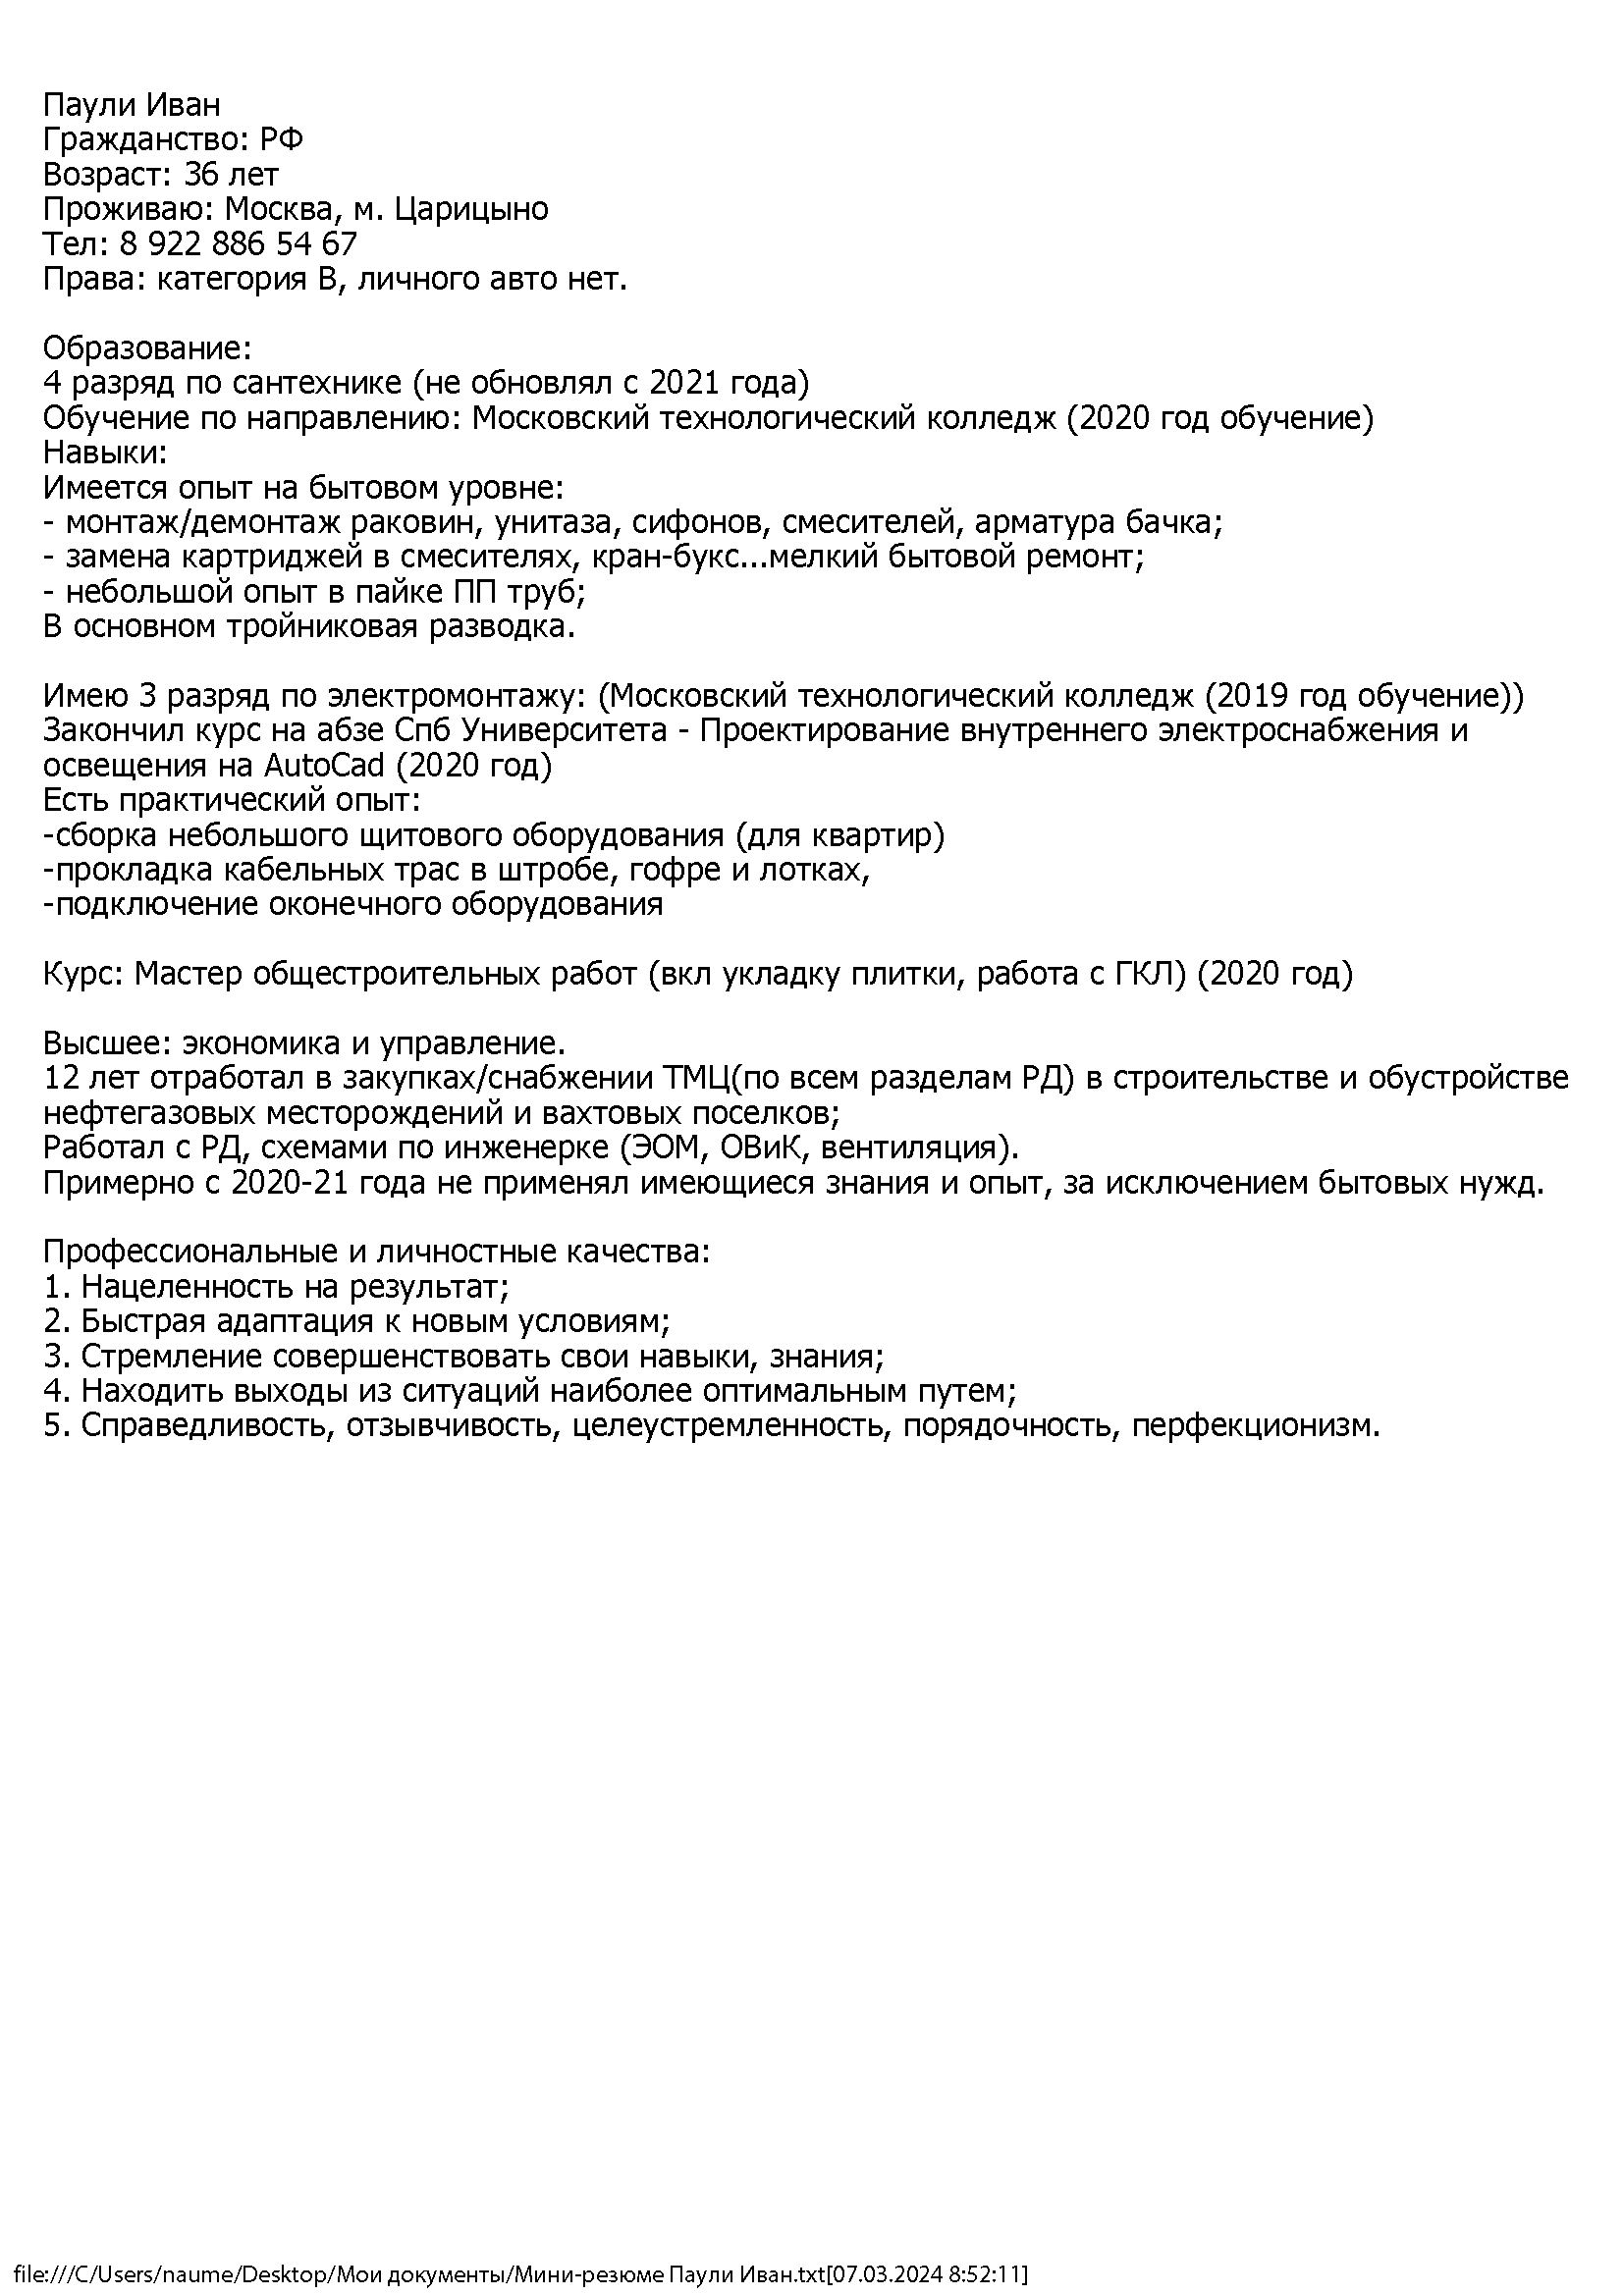 Паули Иван
Гражданство: РФ
Возраст: 36 лет
Проживаю: Москва, м. Царицыно
Тел: 8 922 886 54 67
Права: категория В, личного авто нет.
Образование:
4 разряд по сантехнике (не обновлял с 2021 года)
Обучение по направлению: Московский технологический колледж (2020 год обучение)
Навыки:
Имеется опыт на бытовом уровне:
- монтаж/демонтаж раковин, унитаза, сифонов, смесителей, арматура бачка;
- замена картриджей в смесителях, кран-букс...мелкий бытовой ремонт;
- небольшой опыт в пайке ПП труб;
В основном тройниковая разводка.
Имею 3 разряд по электромонтажу: (Московский технологический колледж (2019 год обучение))
Закончил курс на абзе Спб Университета - Проектирование внутреннего электроснабжения и
освещения на AutoCad (2020 год)
Есть практический опыт:
-сборка небольшого щитового оборудования (для квартир)
-прокладка кабельных трас в штробе, гофре и лотках,
-подключение оконечного оборудования
Курс: Мастер общестроительных работ (вкл укладку плитки, работа с ГКЛ) (2020 год)
Высшее: экономика и управление.
12 лет отработал в закупках/снабжении ТМЦ(по всем разделам РД) в строительстве и обустройстве
нефтегазовых месторождений и вахтовых поселков;
Работал с РД, схемами по инженерке (ЭОМ, ОВиК, вентиляция).
Примерно с 2020-21 года не применял имеющиеся знания и опыт, за исключением бытовых нужд.
Профессиональные и личностные качества:
1. Нацеленность на результат;
2. Быстрая адаптация к новым условиям;
3. Стремление совершенствовать свои навыки, знания;
4. Находить выходы из ситуаций наиболее оптимальным путем;
5. Справедливость, отзывчивость, целеустремленность, порядочность, перфекционизм.
file:///C/Users/naume/Desktop/Мои документы/Мини-резюме Паули Иван.txt[07.03.2024 8:52:11]